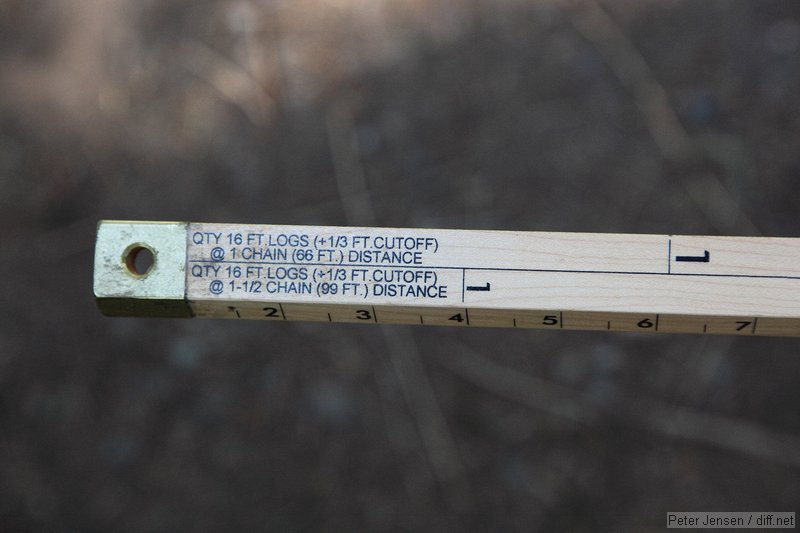 QTY 16 FT.LOGS (+1/3 FT.CUTOFF)
@ 1 CHAIN (66 FT.) DISTANCE
1
QTY 16 FT.LOGS (+1/3 FT.CUTOFF)
@ 1-1/2 CHAIN (99 FT.) DISTANCE
1
2 3 4 5 6 7
Peter Jensen / diff.net